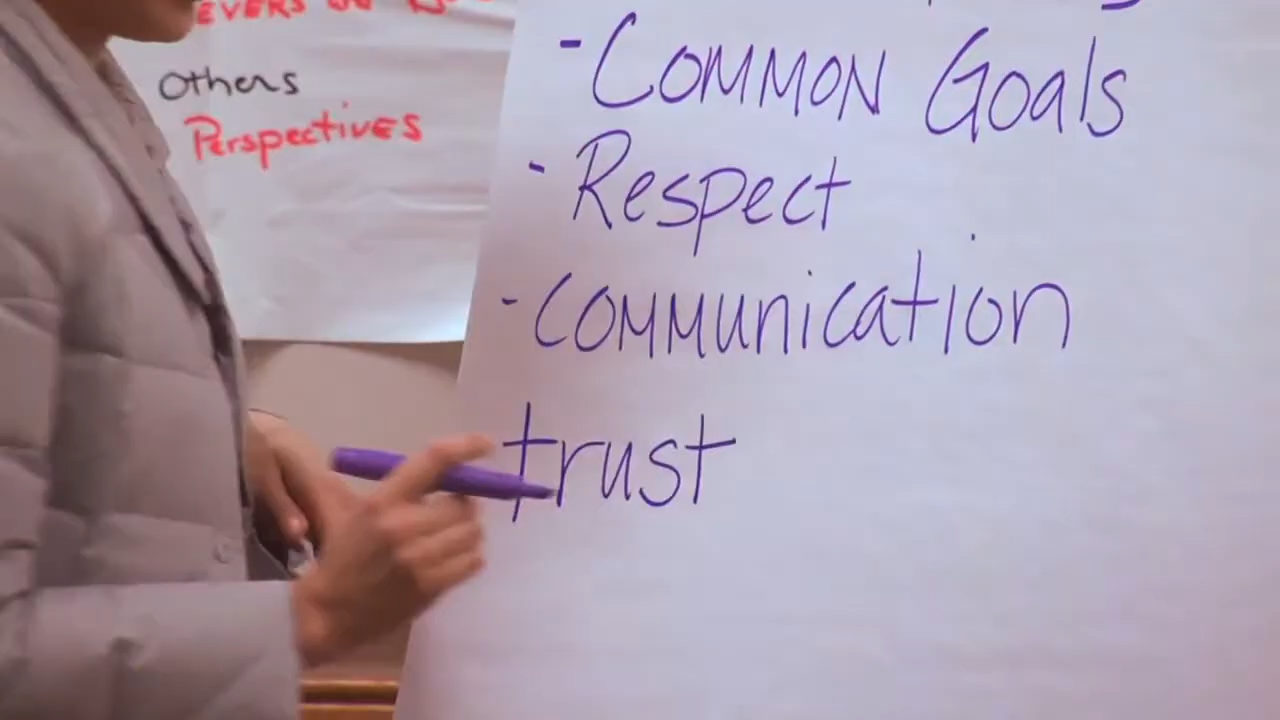 Others
Perspectives
- Common Goals
- Respect
- Communication
trust